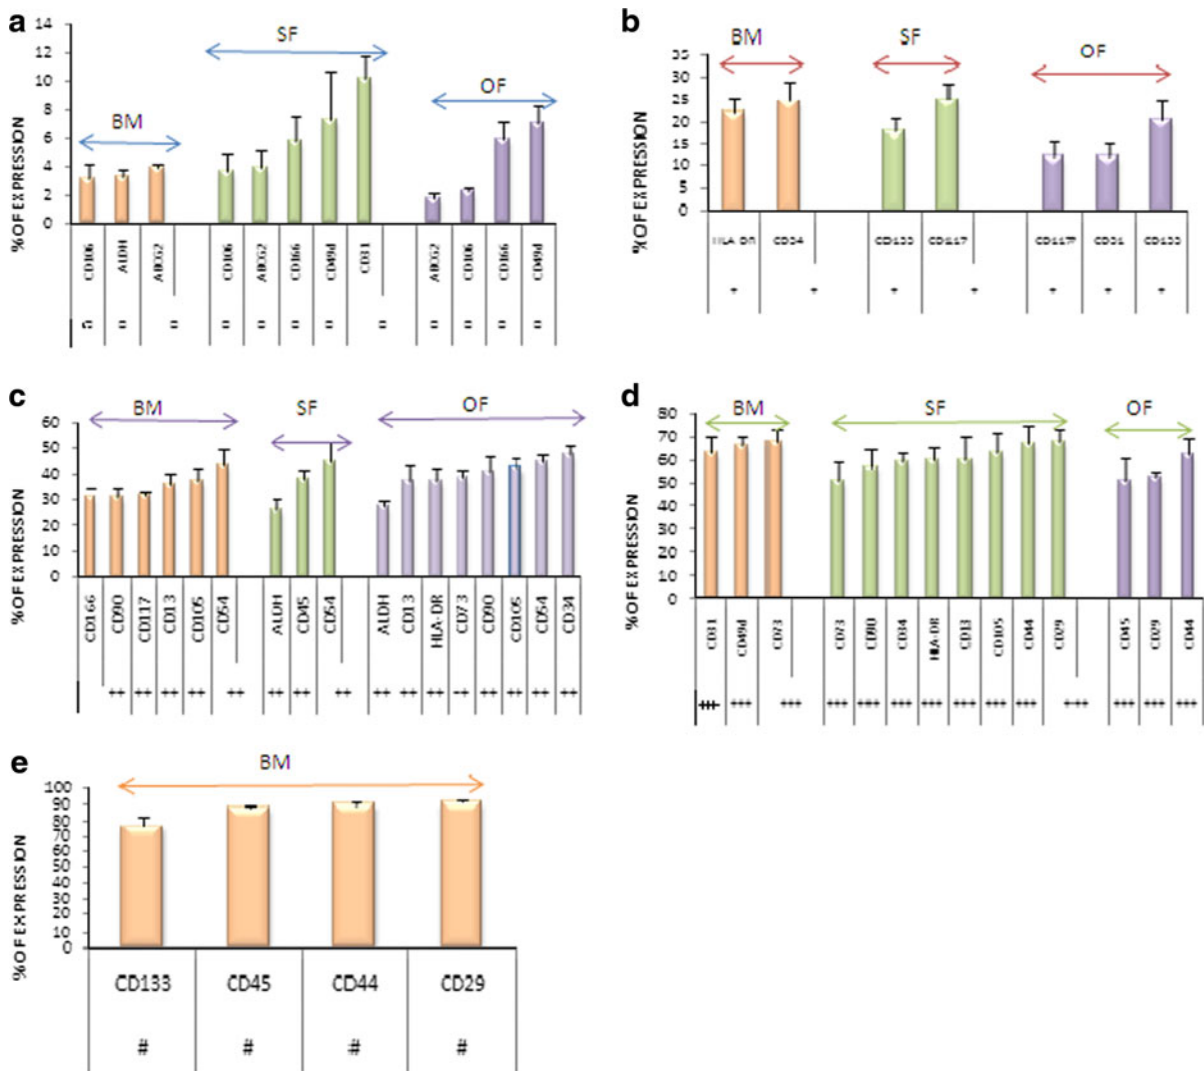 a
SF
BM
OF
14
12
10
8
6
4
2
0
%OF EXPRESSION
CD106 ALDH ABCG2 CD106 ABCG2 CD166 CD49d CD31 ABCG2 CD106 CD166 CD49d
b
BM SF OF
35
30
25
20
15
10
5
0
%OF EXPRESSION
HLA-DR CD34 CD133 CD117 CD31 CD133
+ + + + + + +
c
BM SF OF
60
50
40
30
20
10
0
%OF EXPRESSION
CD166 CD90 CD117 CD13 CD105 CD54 ALDH CD45 CD54 ALDH CD13 HLA-DR CD73 CD90 CD105 CD54 CD34
++ ++ ++ ++ ++ ++ ++ ++ ++ ++ ++ ++ ++ ++ ++ ++
d
BM SF OF
80
70
60
50
40
30
20
10
0
%OF EXPRESSION
CD31 CD49d CD73 CD73 CD90 CD34 HLA-DR CD13 CD105 CD44 CD29 CD45 CD29 CD44
+++ +++ +++ +++ +++ +++ +++ +++ +++ +++ +++ +++ +++ +++
e
BM
100
90
80
70
60
50
40
30
20
10
0
%OF EXPRESSION
CD133 CD45 CD44 CD29
# # # #